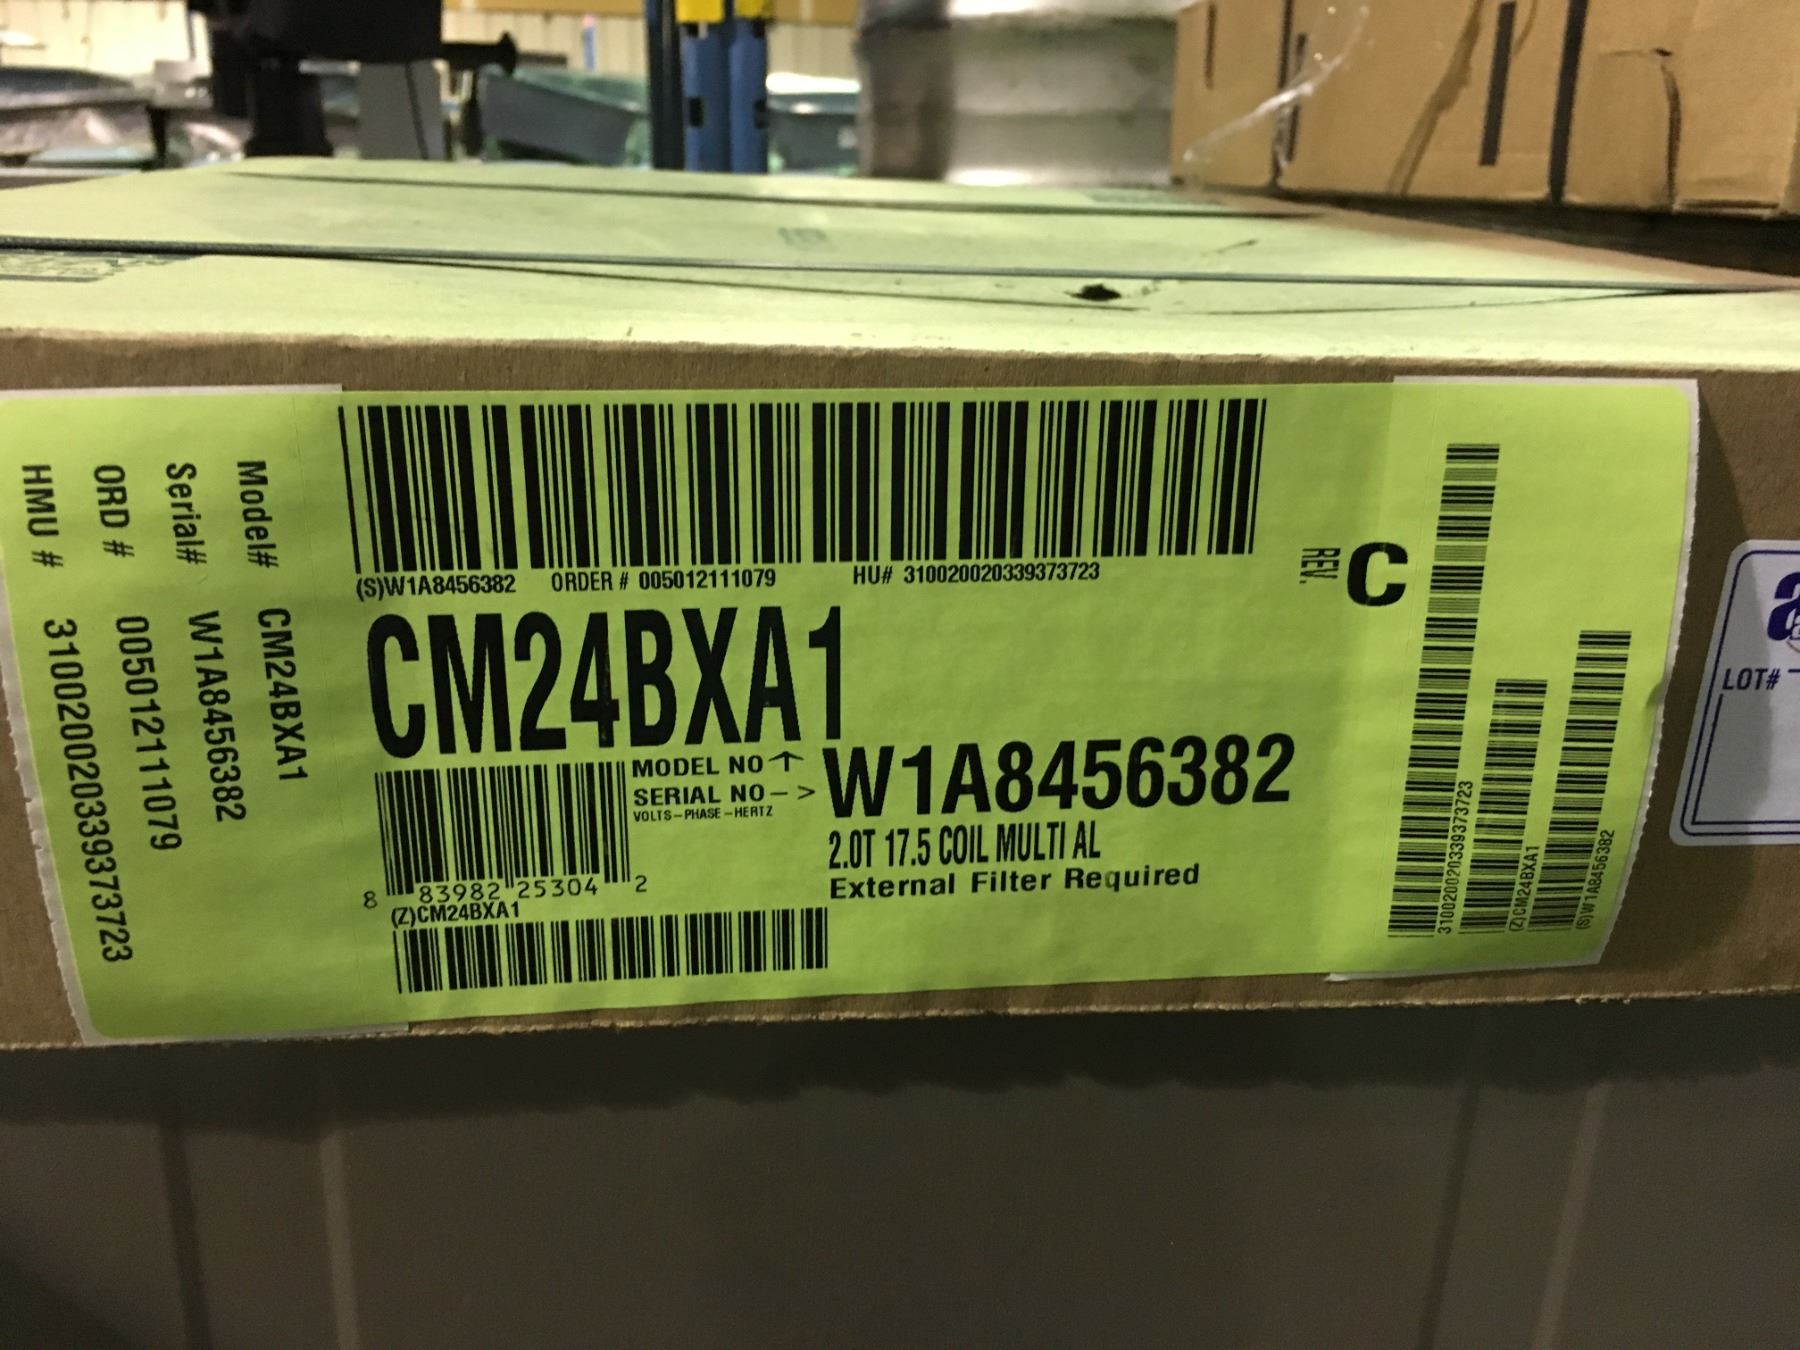 Model# CM24BXA1
Serial# W1A8456382
ORD # 005012111079
HMU # 310020020339373723
(S)W1A8456382 ORDER # 005012111079 HU# 310020020339373723
REV. C
CM24BXA1
MODEL NO ↑
SERIAL NO -> W1A8456382
VOLTS-PHASE-HERTZ
2.0T 17.5 COIL MULTI AL
External Filter Required
8 83982 25304 2
(Z)CM24BXA1
310020020339373723
(Z)CM24BXA1
(S)W1A8456382
LOT#